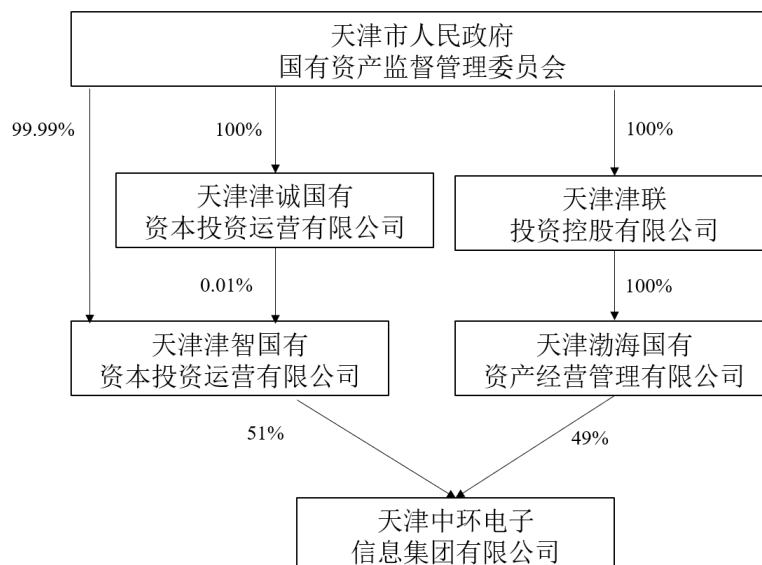 天津市人民政府
国有资产监督管理委员会
99.99%
100%
100%
天津津诚国有
资本投资运营有限公司
天津津联
投资控股有限公司
0.01%
100%
天津津智国有
资本投资运营有限公司
天津渤海国有
资产经营管理有限公司
51%
49%
天津中环电子
信息集团有限公司